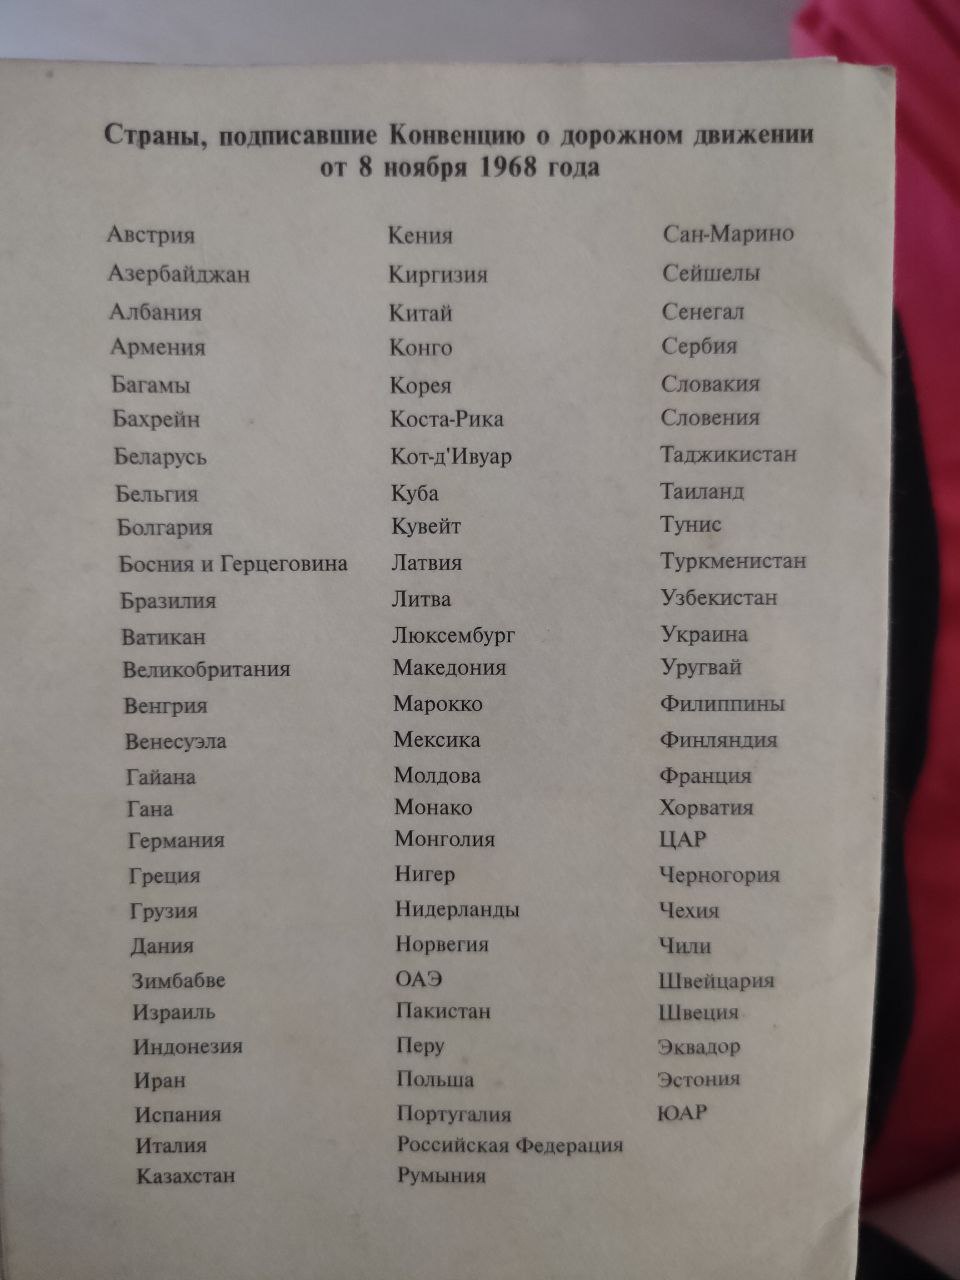 Страны, подписавшие Конвенцию о дорожном движении
от 8 ноября 1968 года
Австрия
Азербайджан
Албания
Армения
Багамы
Бахрейн
Беларусь
Бельгия
Болгария
Босния и Герцеговина
Бразилия
Ватикан
Великобритания
Венгрия
Венесуэла
Гайана
Гана
Германия
Греция
Грузия
Дания
Зимбабве
Израиль
Индонезия
Иран
Испания
Италия
Казахстан
Кения
Киргизия
Китай
Конго
Корея
Коста-Рика
Кот-д'Ивуар
Куба
Кувейт
Латвия
Литва
Люксембург
Македония
Марокко
Мексика
Молдова
Монако
Монголия
Нигер
Нидерланды
Норвегия
ОАЭ
Пакистан
Перу
Польша
Португалия
Российская Федерация
Румыния
Сан-Марино
Сейшелы
Сенегал
Сербия
Словакия
Словения
Таджикистан
Таиланд
Тунис
Туркменистан
Узбекистан
Украина
Уругвай
Филиппины
Финляндия
Франция
Хорватия
ЦАР
Черногория
Чехия
Чили
Швейцария
Швеция
Эквадор
Эстония
ЮАР